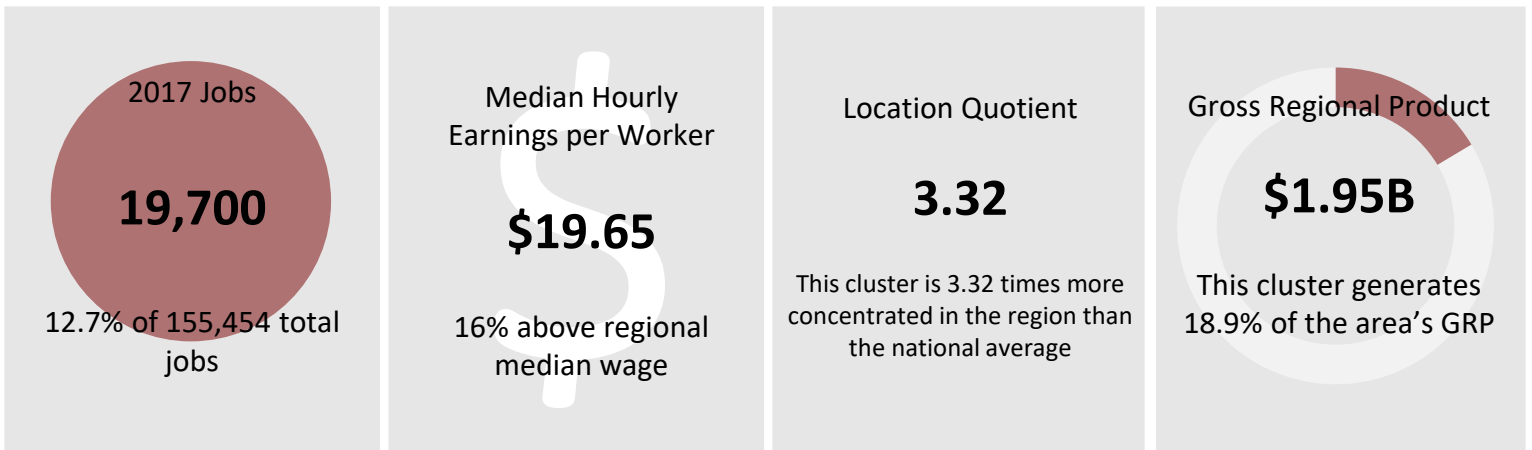 2017 Jobs
19,700
12.7% of 155,454 total
jobs
Median Hourly
Earnings per Worker
$19.65
16% above regional
median wage
Location Quotient
3.32
This cluster is 3.32 times more
concentrated in the region than
the national average
Gross Regional Product
$1.95B
This cluster generates
18.9% of the area’s GRP